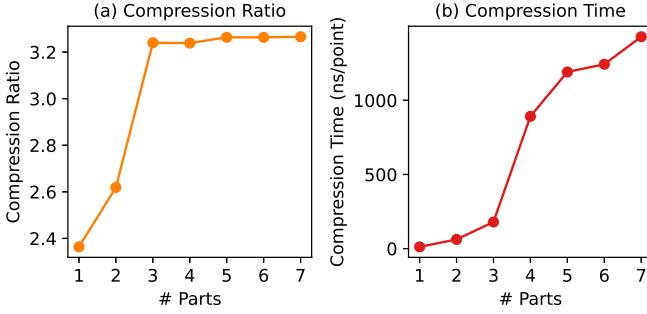 (a) Compression Ratio
Compression Ratio
3.2
3.0
2.8
2.6
2.4
1 2 3 4 5 6 7
# Parts
(b) Compression Time
Compression Time (ns/point)
1000
500
0
1 2 3 4 5 6 7
# Parts